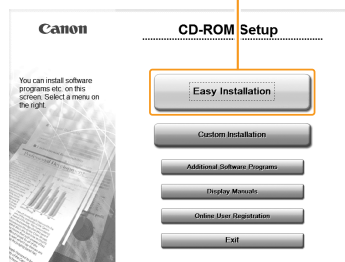 Canon
CD-ROM Setup
You can install software
programs etc. on this
screen. Select a menu on
the right.
Easy Installation
Custom Installation
Additional Software Programs
Display Manuals
Online User Registration
Exit